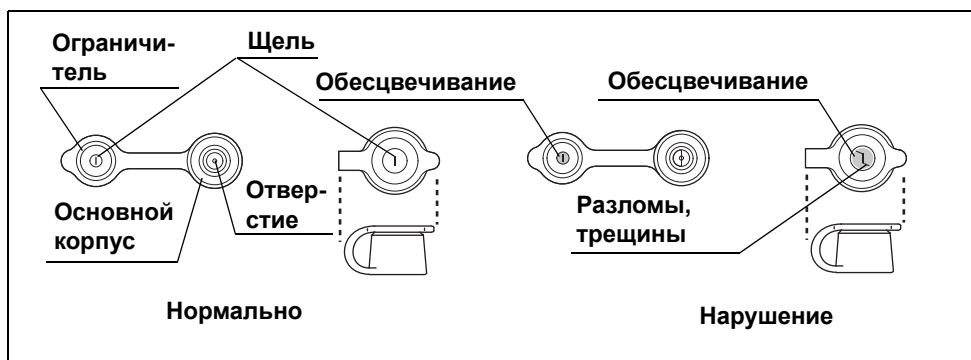 Ограничи-
тель
Щель
Обесцвечивание
Обесцвечивание
Основной
корпус
Отвер-
стие
Разломы,
трещины
Нормально
Нарушение